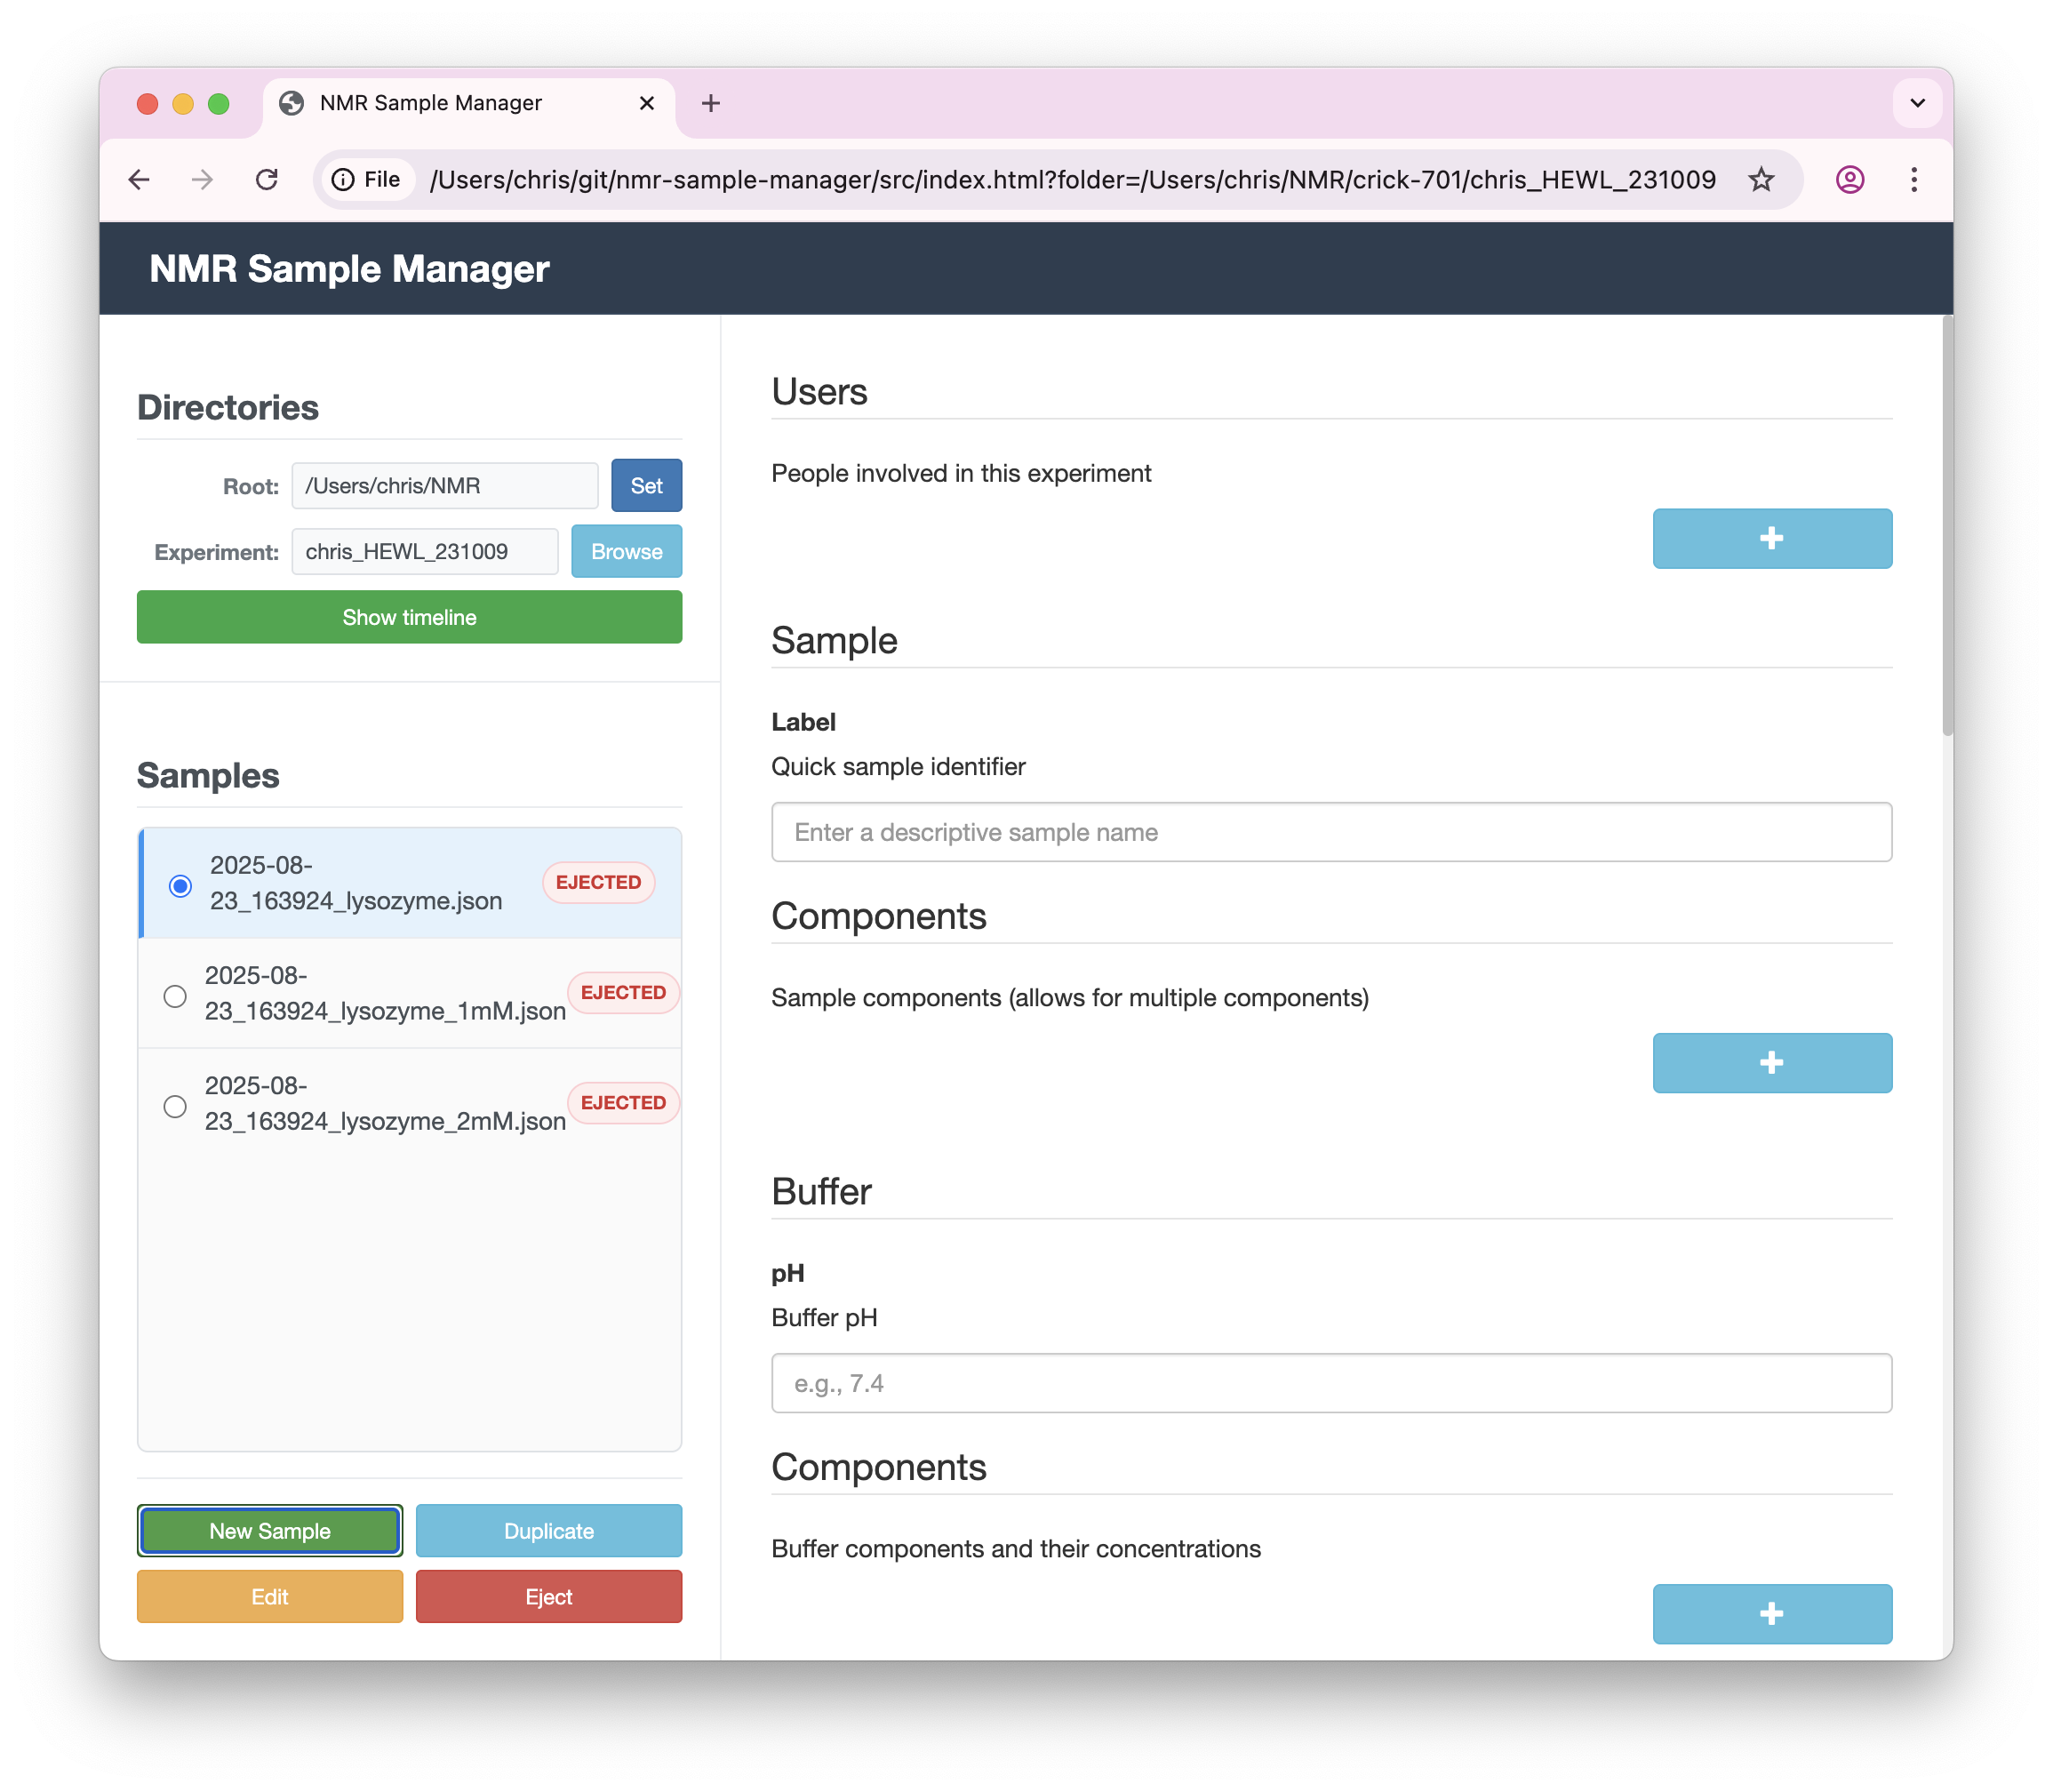 NMR Sample Manager
File
/Users/chris/git/nmr-sample-manager/src/index.html?folder=/Users/chris/NMR/crick-701/chris_HEWL_231009
NMR Sample Manager
Directories
Root:
/Users/chris/NMR
Set
Experiment:
chris_HEWL_231009
Browse
Show timeline
Samples
2025-08-
23_163924_lysozyme.json
EJECTED
2025-08-
23_163924_lysozyme_1mM.json
EJECTED
2025-08-
23_163924_lysozyme_2mM.json
EJECTED
New Sample
Duplicate
Edit
Eject
Users
People involved in this experiment
Sample
Label
Quick sample identifier
Enter a descriptive sample name
Components
Sample components (allows for multiple components)
Buffer
pH
Buffer pH
e.g., 7.4
Components
Buffer components and their concentrations